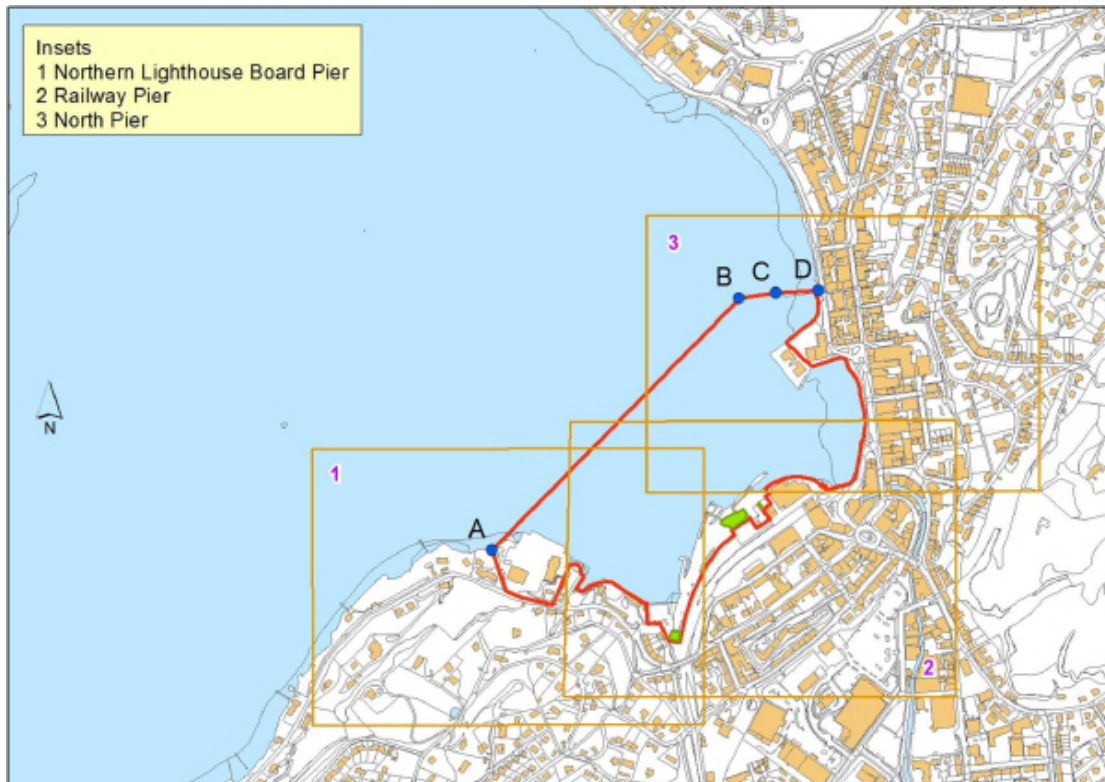 Insets
1 Northern Lighthouse Board Pier
2 Railway Pier
3 North Pier
3
B C D
N
1
A
2